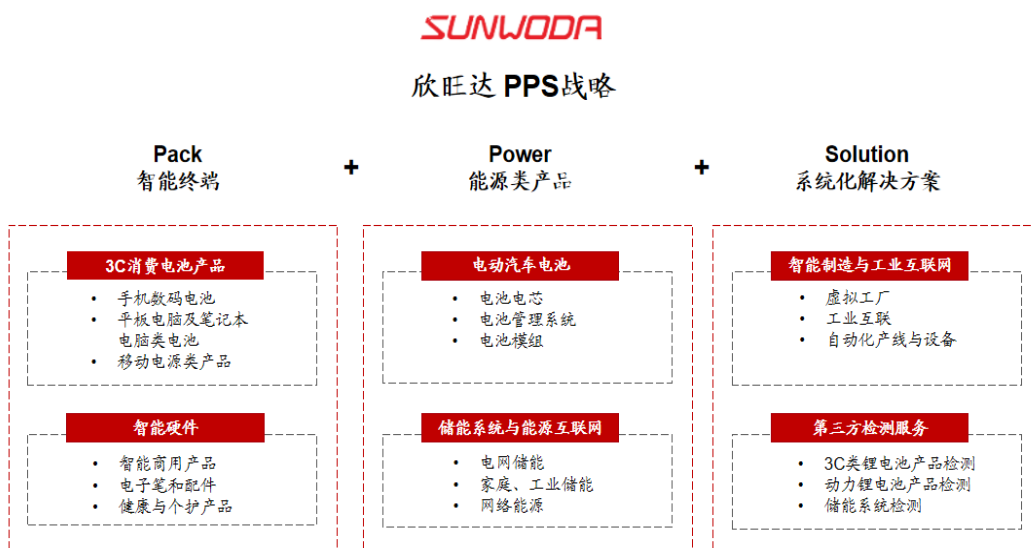 SUNWODA
欣旺达 PPS战略
Pack
智能终端
+
Power
能源类产品
+
Solution
系统化解决方案
3C消费电池产品
• 手机数码电池
• 平板电脑及笔记本
电脑类电池
• 移动电源类产品
智能硬件
• 智能商用产品
• 电子笔和配件
• 健康与个护产品
电动汽车电池
• 电池电芯
• 电池管理系统
• 电池模组
储能系统与能源互联网
• 电网储能
• 家庭、工业储能
• 网络能源
智能制造与工业互联网
• 虚拟工厂
• 工业互联
• 自动化产线与设备
第三方检测服务
• 3C类锂电池产品检测
• 动力锂电池产品检测
• 储能系统检测